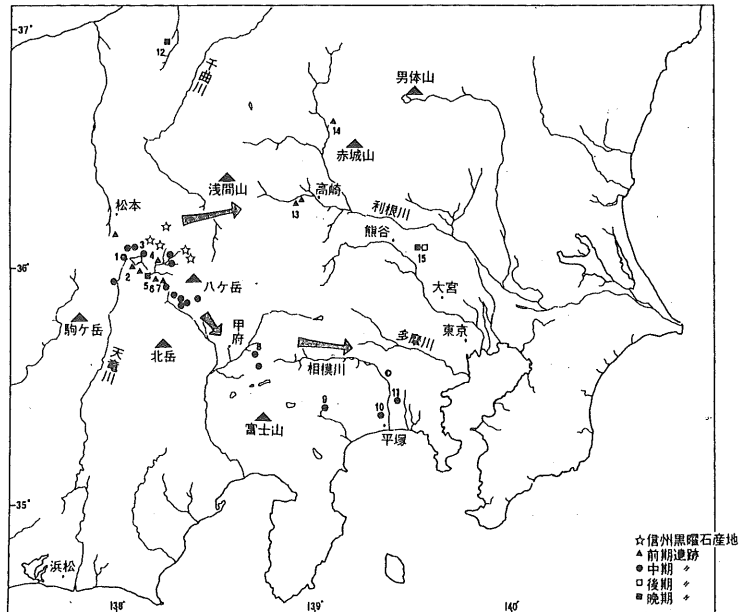 37°
12
千曲川
男体山
14
赤城山
浅間山
松本
高崎
13
利根川
熊谷
15
36°
1
3
2
4
5
6
7
八ケ岳
大宮
駒ケ岳
北岳
甲府
8
東京
多摩川
相模川
天竜川
9
10
11
富士山
平塚
35°
浜松
138
139
140
☆信州黒曜石産地
▲前期遺跡
●中期 〃
□後期 〃
■晩期 〃